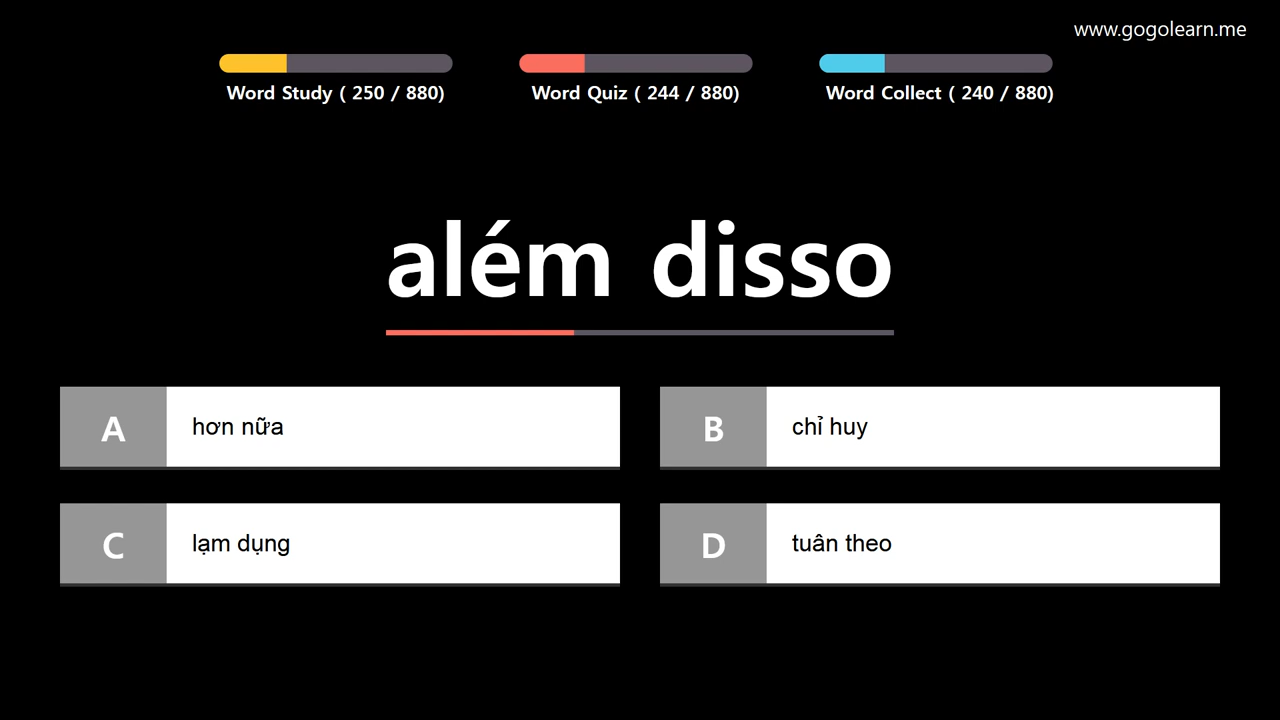 www.gogolearn.me
Word Study ( 250 / 880)
Word Quiz ( 244 / 880)
Word Collect ( 240 / 880)
além disso
A
hơn nữa
B
chỉ huy
C
lạm dụng
D
tuân theo